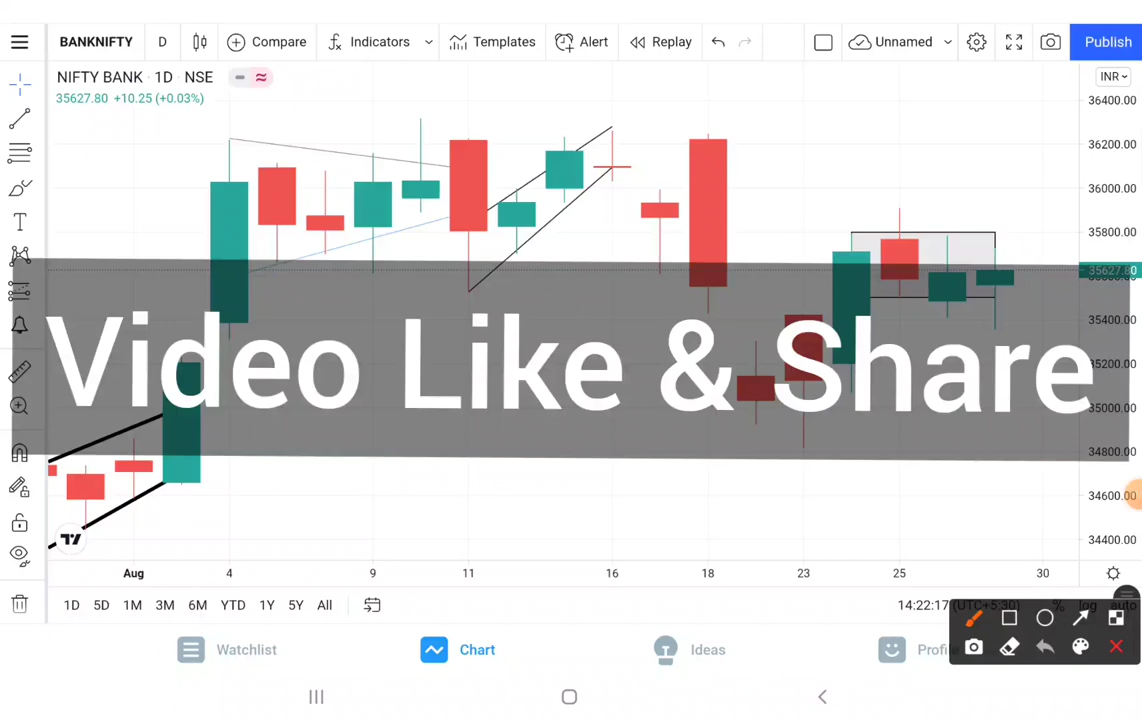 BANKNIFTY D Compare Indicators Templates Alert Replay Unnamed Publish
NIFTY BANK · 1D · NSE
INR
35627.80 +10.25 (+0.03%)
36400.00
36200.00
36000.00
35800.00
35627.80
35400.00
35200.00
35000.00
34800.00
34600.00
34400.00
Video Like & Share
Aug 4 9 11 16 18 23 25 30
1D 5D 1M 3M 6M YTD 1Y 5Y All
14:22:17 (UTC+5:30) % log auto
Watchlist Chart Ideas